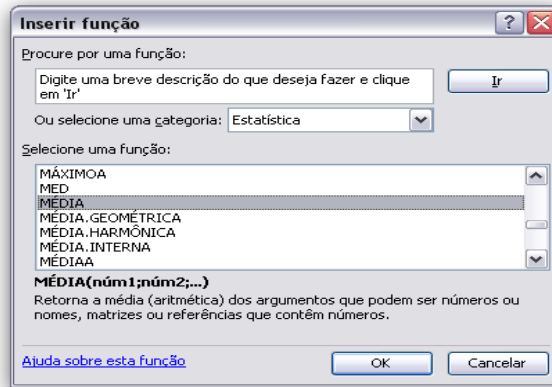 Inserir função
Procure por uma função:
Digite uma breve descrição do que deseja fazer e clique
em 'Ir'
Ir
Ou selecione uma categoria: Estatística
Selecione uma função:
MÁXIMOA
MED
MÉDIA
MÉDIA.GEOMÉTRICA
MÉDIA.HARMÔNICA
MÉDIA.INTERNA
MÉDIAA
MÉDIA(núm1;núm2;...)
Retorna a média (aritmética) dos argumentos que podem ser números ou
nomes, matrizes ou referências que contêm números.
Ajuda sobre esta função
OK
Cancelar